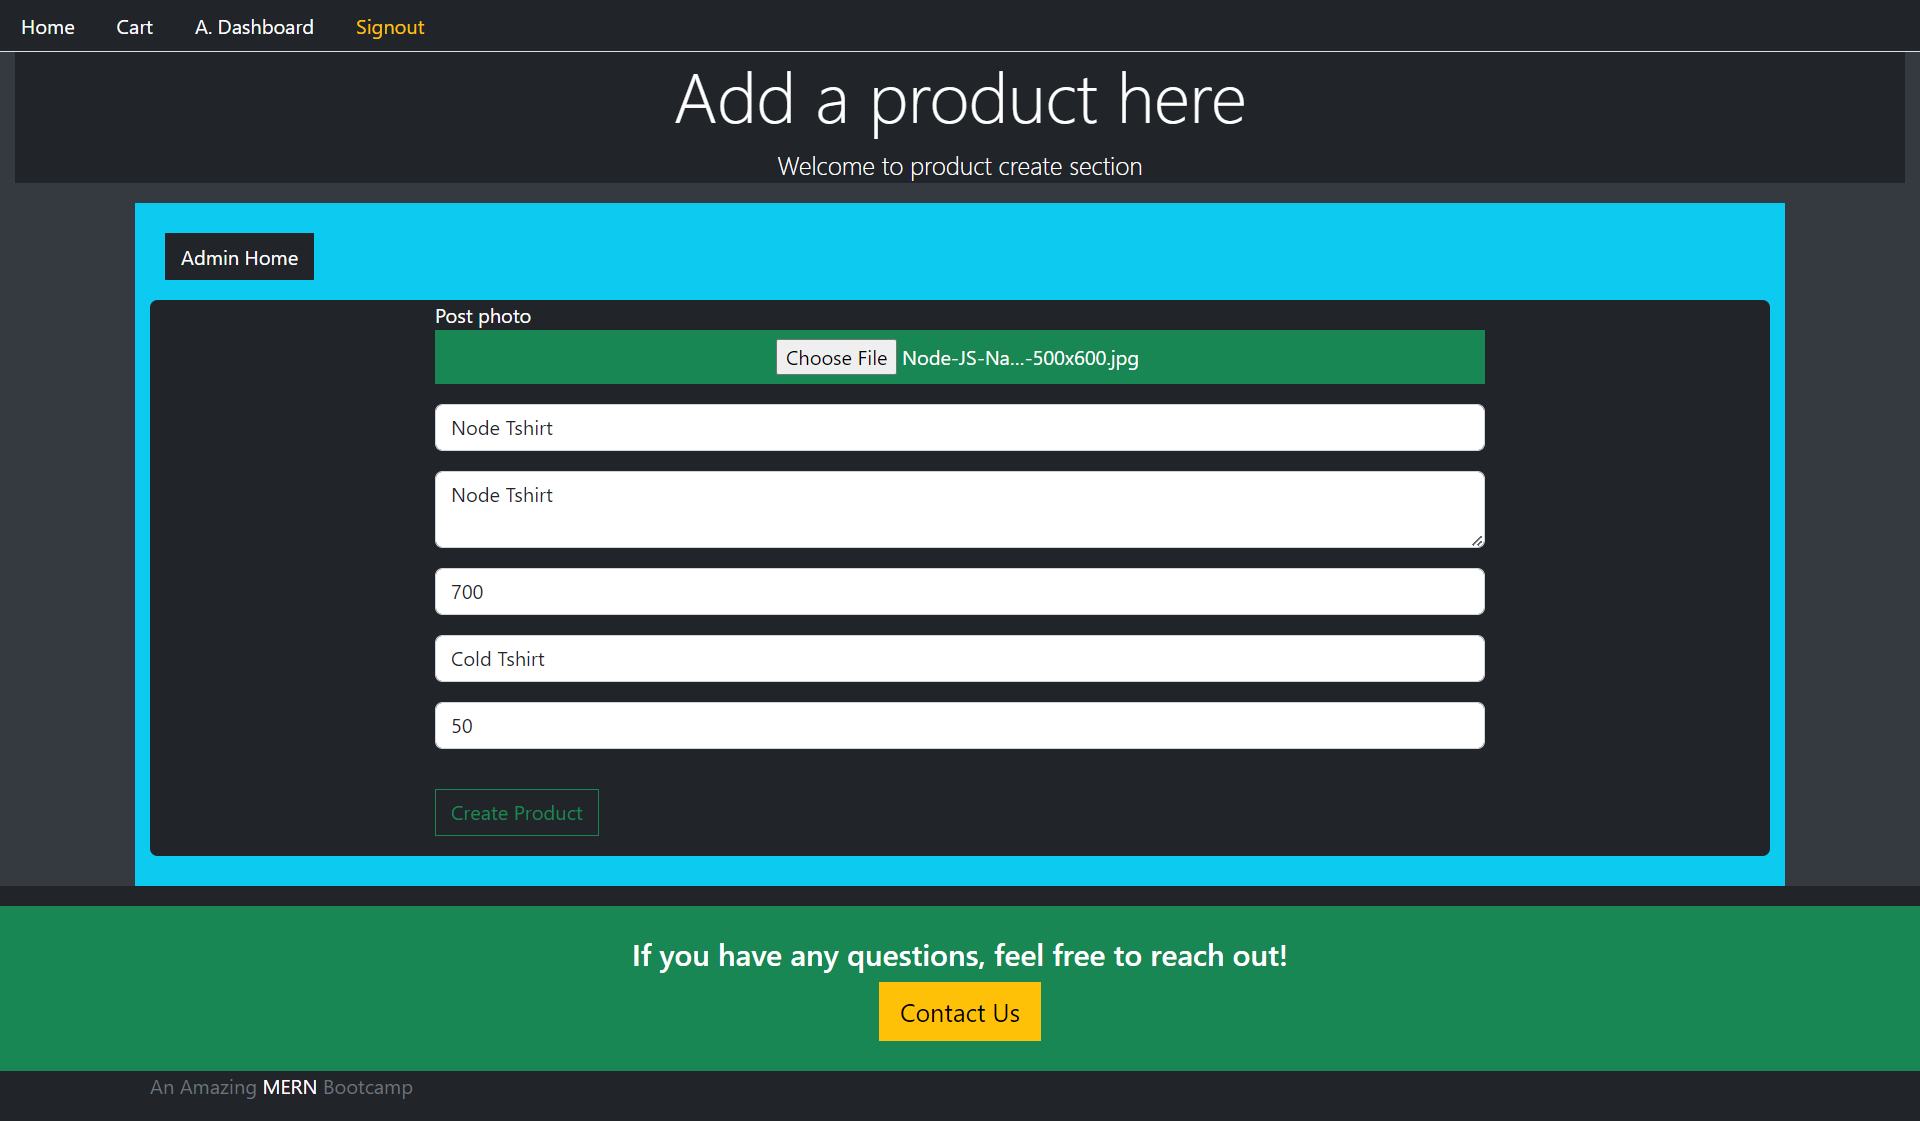 Home Cart A. Dashboard Signout
Add a product here
Welcome to product create section
Admin Home
Post photo
Choose File Node-JS-Na...-500x600.jpg
Node Tshirt
Node Tshirt
700
Cold Tshirt
50
Create Product
If you have any questions, feel free to reach out!
Contact Us
An Amazing MERN Bootcamp